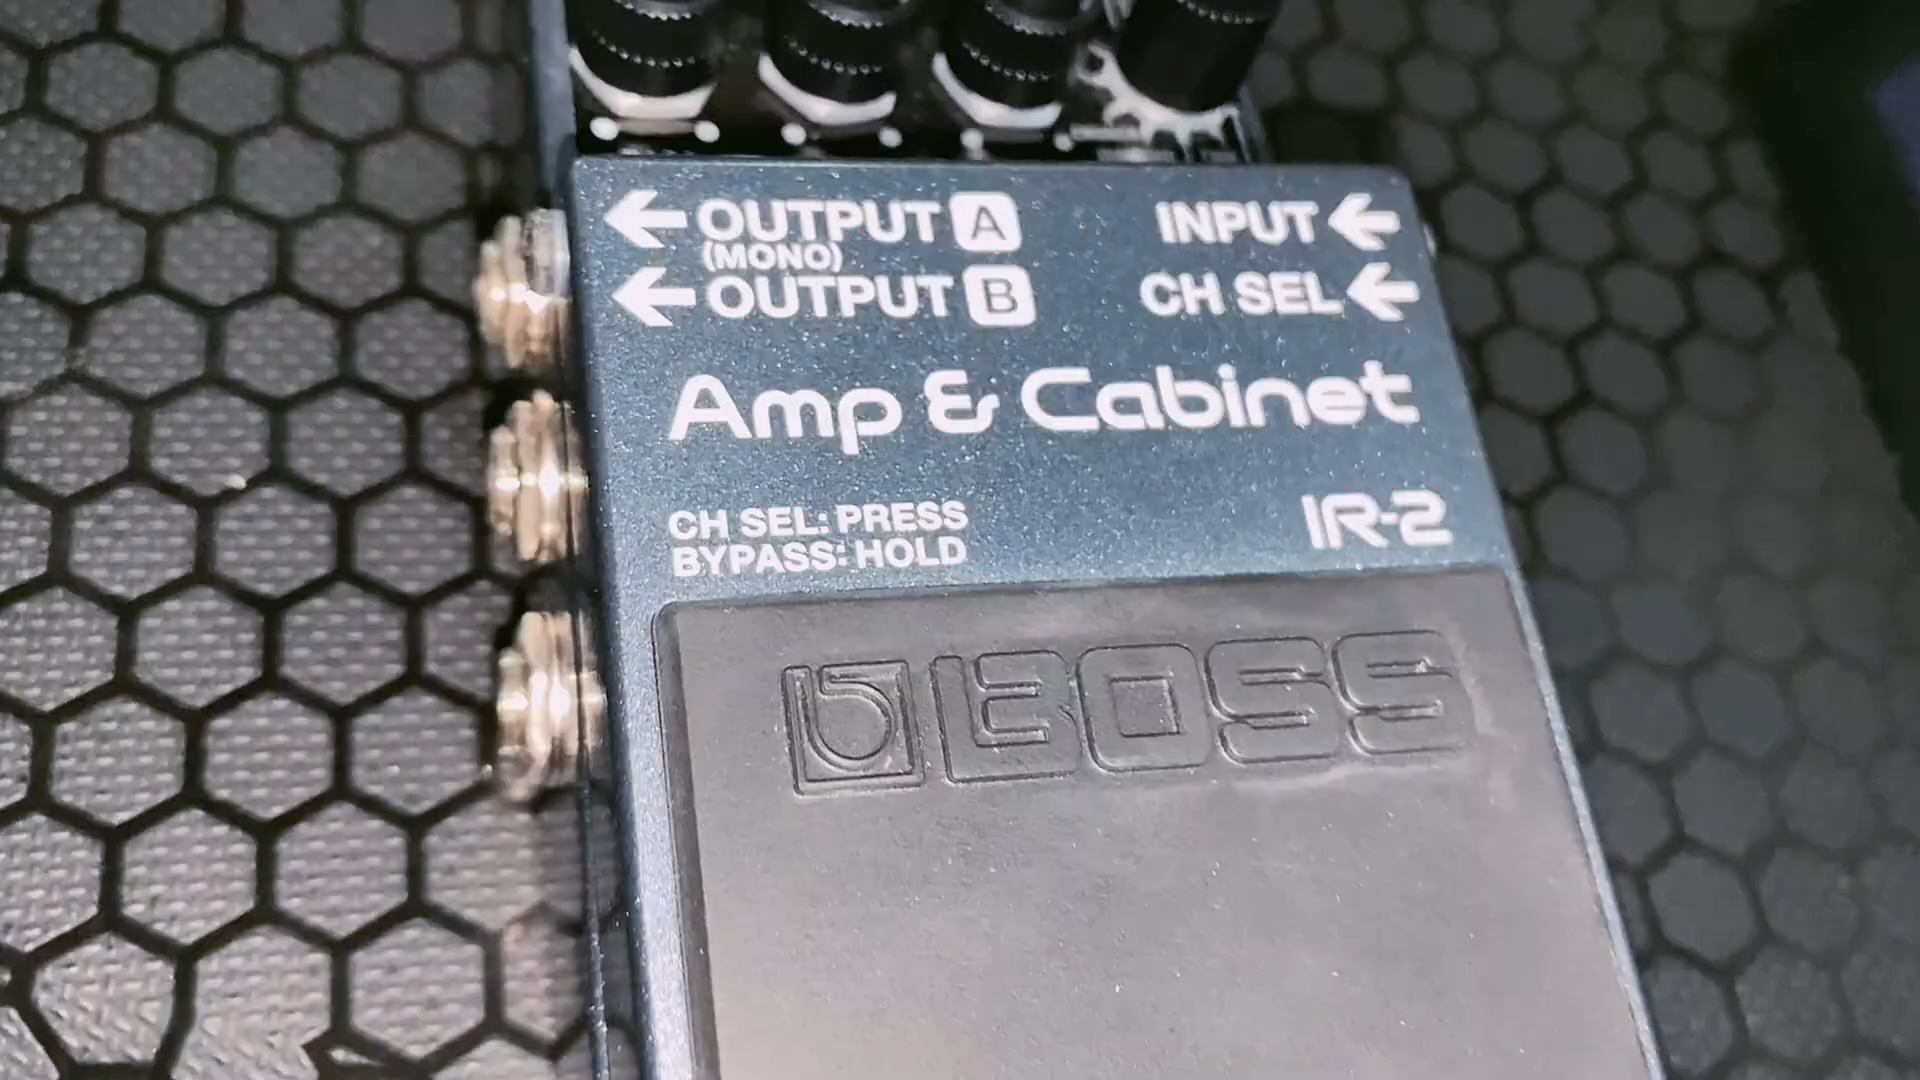 ← OUTPUT A INPUT ←
(MONO)
← OUTPUT B CH SEL ←
Amp & Cabinet
CH SEL: PRESS
BYPASS: HOLD
IR-2
BOSS